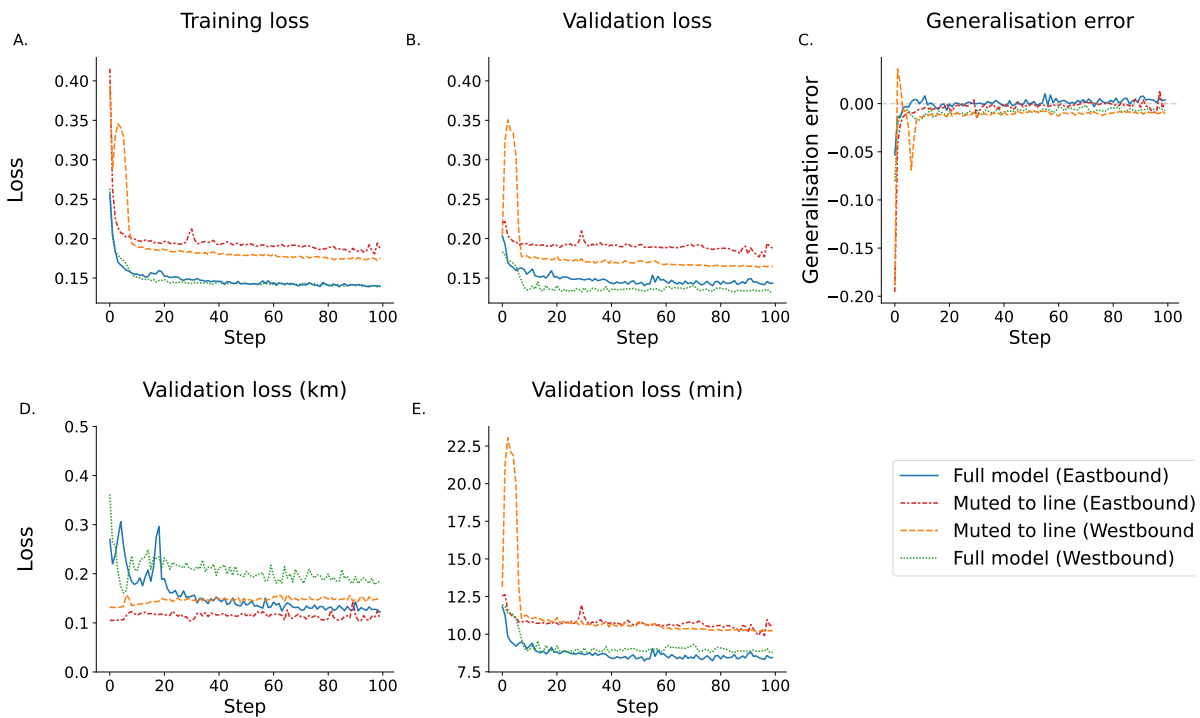 Training loss
Validation loss
Generalisation error
A.
B.
C.
0.40
0.35
0.30
0.25
0.20
0.15
Loss
0 20 40 60 80 100
Step
0.40
0.35
0.30
0.25
0.20
0.15
0 20 40 60 80 100
Step
0.00
−0.05
−0.10
−0.15
−0.20
Generalisation error
0 20 40 60 80 100
Step
Validation loss (km)
Validation loss (min)
D.
E.
0.5
0.4
0.3
0.2
0.1
0.0
Loss
0 20 40 60 80 100
Step
22.5
20.0
17.5
15.0
12.5
10.0
7.5
0 20 40 60 80 100
Step
Full model (Eastbound)
Muted to line (Eastbound)
Muted to line (Westbound
Full model (Westbound)